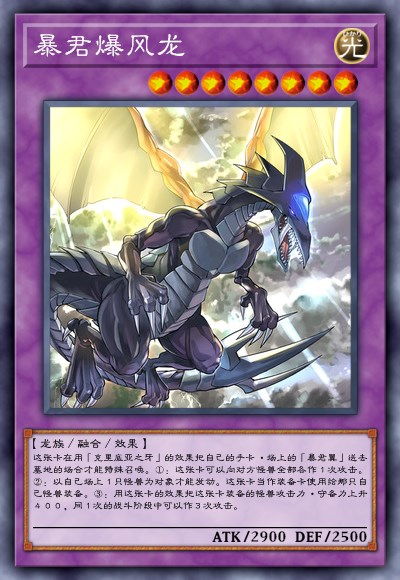 暴君爆风龙
ひかり
光
【龙族／融合／效果】
这张卡在用「克里底亚之牙」的效果把自己的手卡·场上的「暴君翼」送去
墓地的场合才能特殊召唤。①：这张卡可以向对方怪兽全部各作1次攻击。
②：以自己场上1只怪兽为对象才能发动。这张卡当作装备卡使用给那只自
己怪兽装备。③：用这张卡的效果把这张卡装备的怪兽攻击力·守备力上升
４００，同1次的战斗阶段中可以作3次攻击。
ATK/2900 DEF/2500